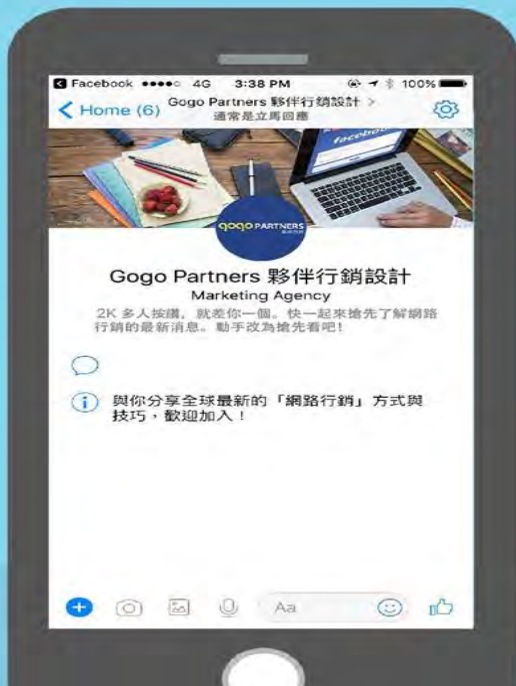 Facebook 4G 3:38 PM 100%
Home (6) Gogo Partners 夥伴行銷設計 >
通常是立馬回應
facebook
gogo PARTNERS
Gogo Partners 夥伴行銷設計
Marketing Agency
2K 多人按讚，就差你一個。快一起來搶先了解網路
行銷的最新消息。動手改為搶先看吧！
與你分享全球最新的「網路行銷」方式與
技巧，歡迎加入！
Aa